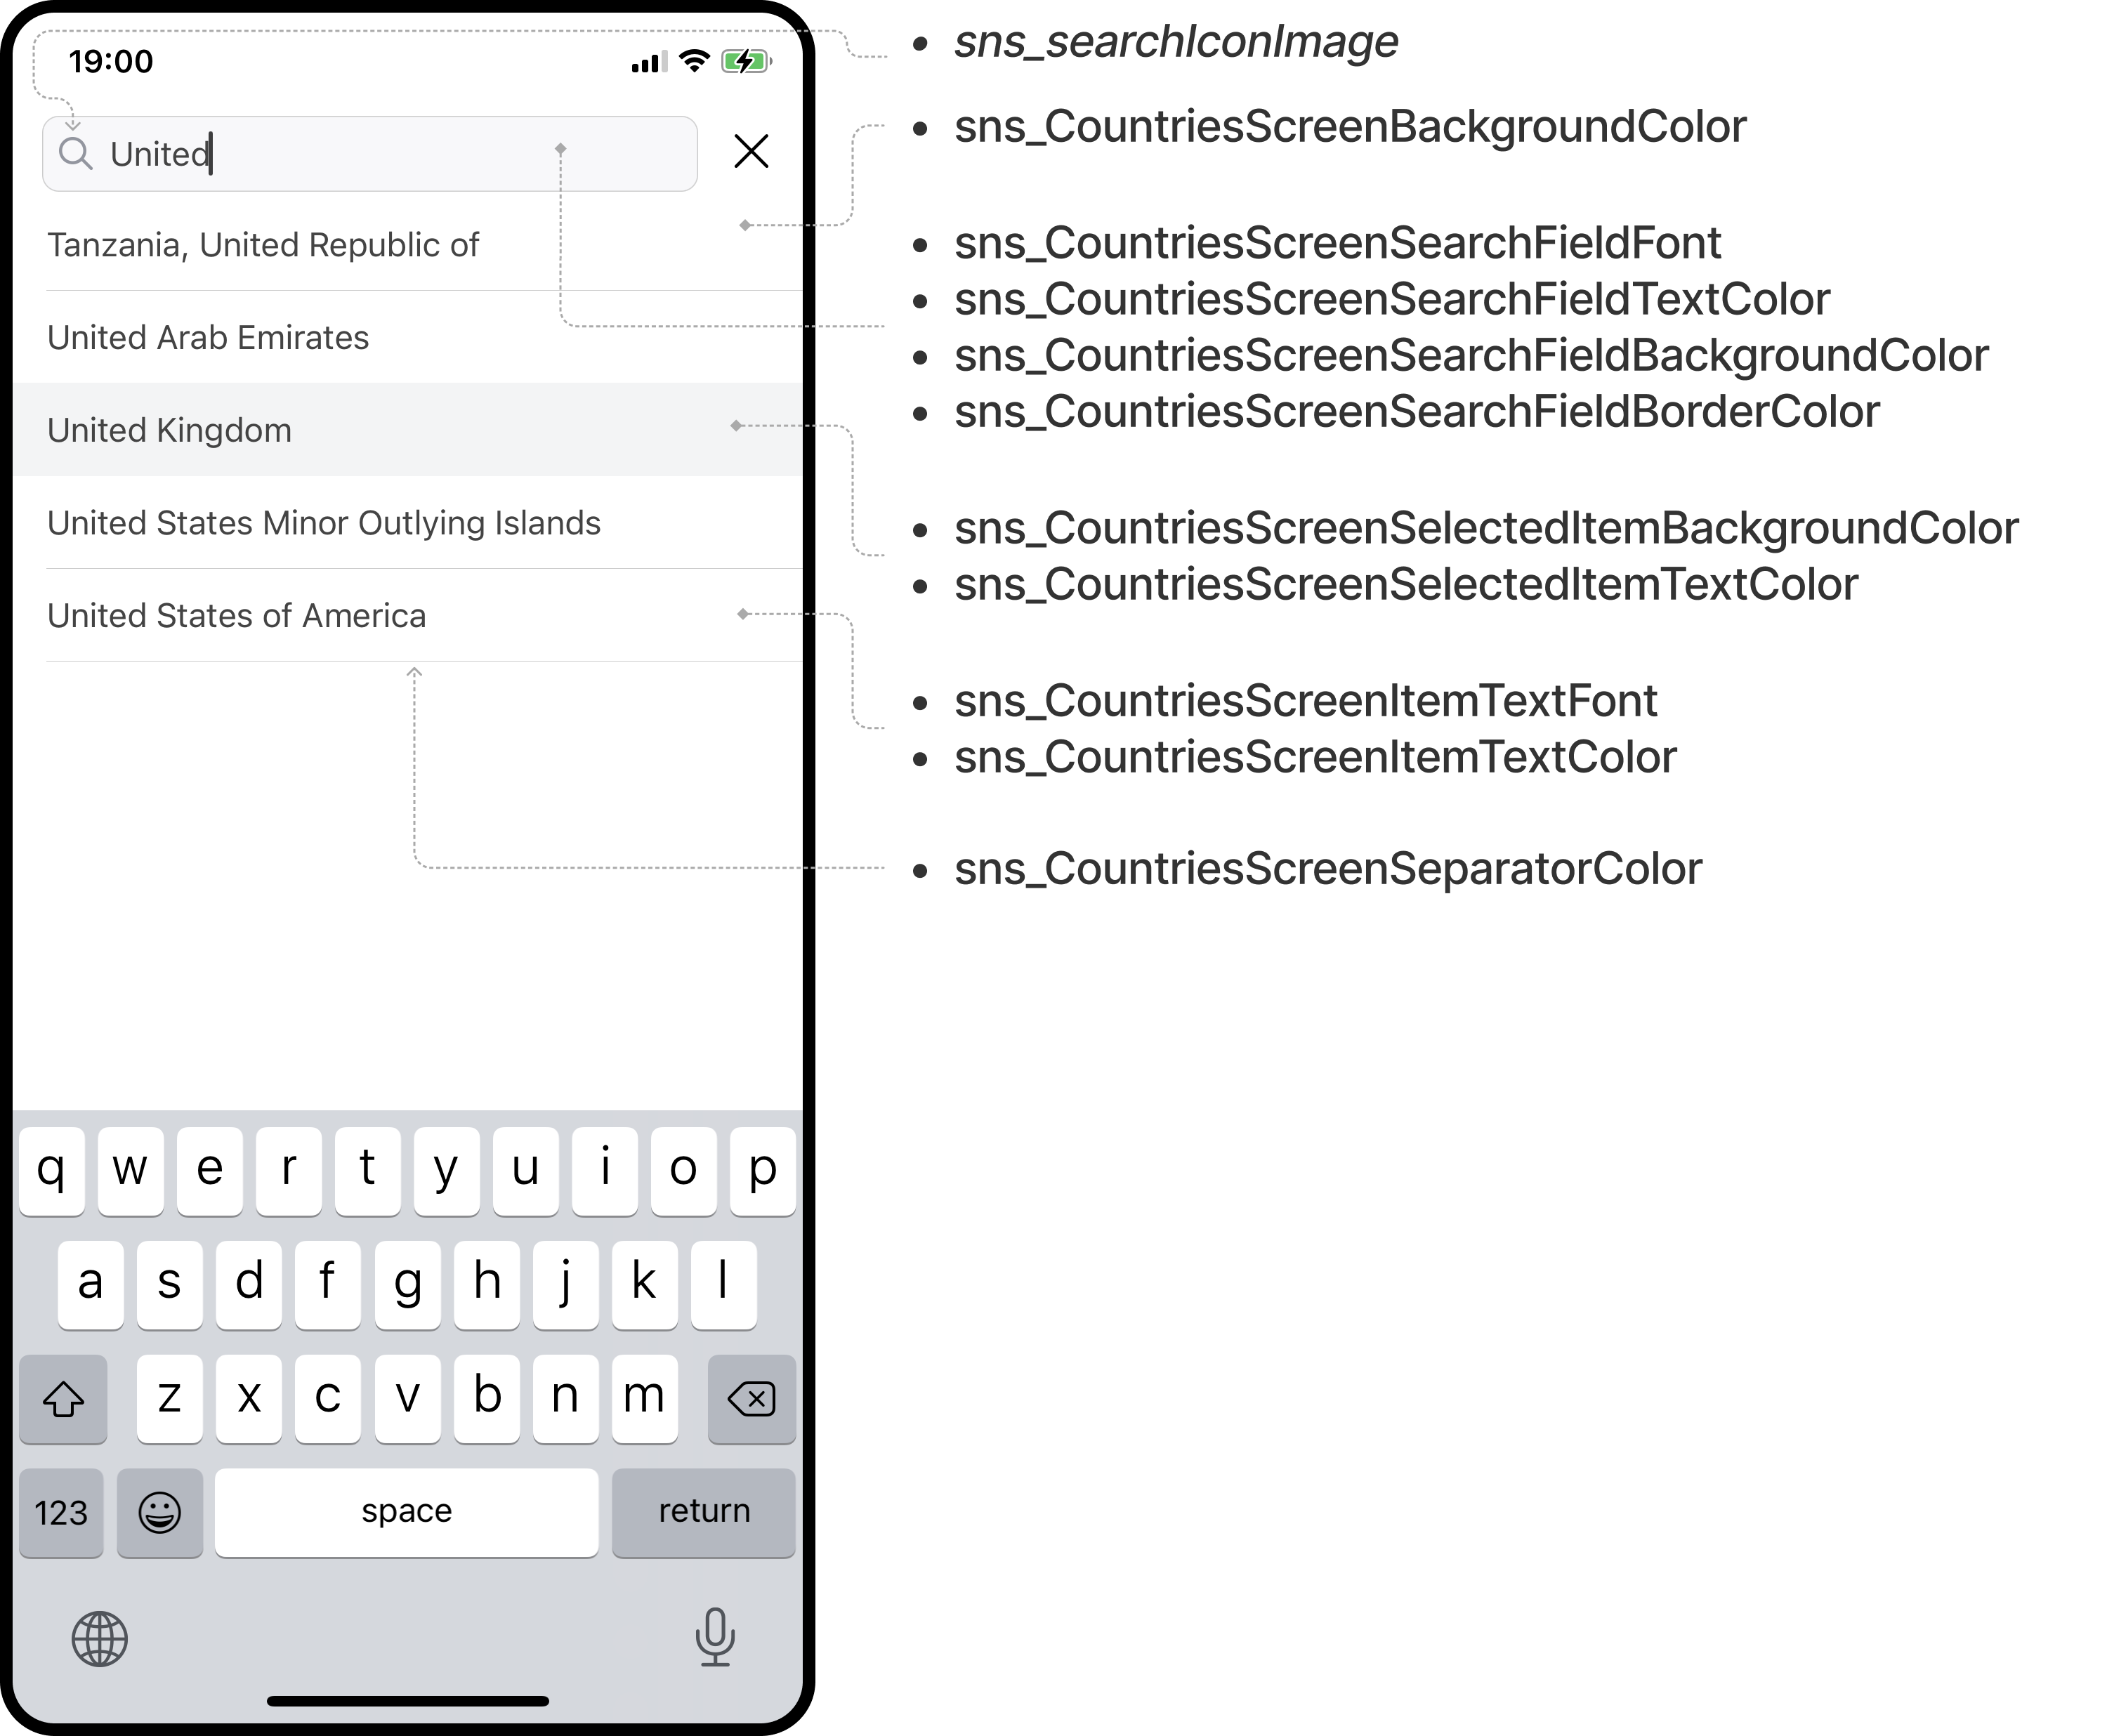 19:00
United
Tanzania, United Republic of
United Arab Emirates
United Kingdom
United States Minor Outlying Islands
United States of America
q w e r t y u i o p
a s d f g h j k l
z x c v b n m
123 space return
sns_searchIconImage
sns_CountriesScreenBackgroundColor
sns_CountriesScreenSearchFieldFont
sns_CountriesScreenSearchFieldTextColor
sns_CountriesScreenSearchFieldBackgroundColor
sns_CountriesScreenSearchFieldBorderColor
sns_CountriesScreenSelectedItemBackgroundColor
sns_CountriesScreenSelectedItemTextColor
sns_CountriesScreenItemTextFont
sns_CountriesScreenItemTextColor
sns_CountriesScreenSeparatorColor